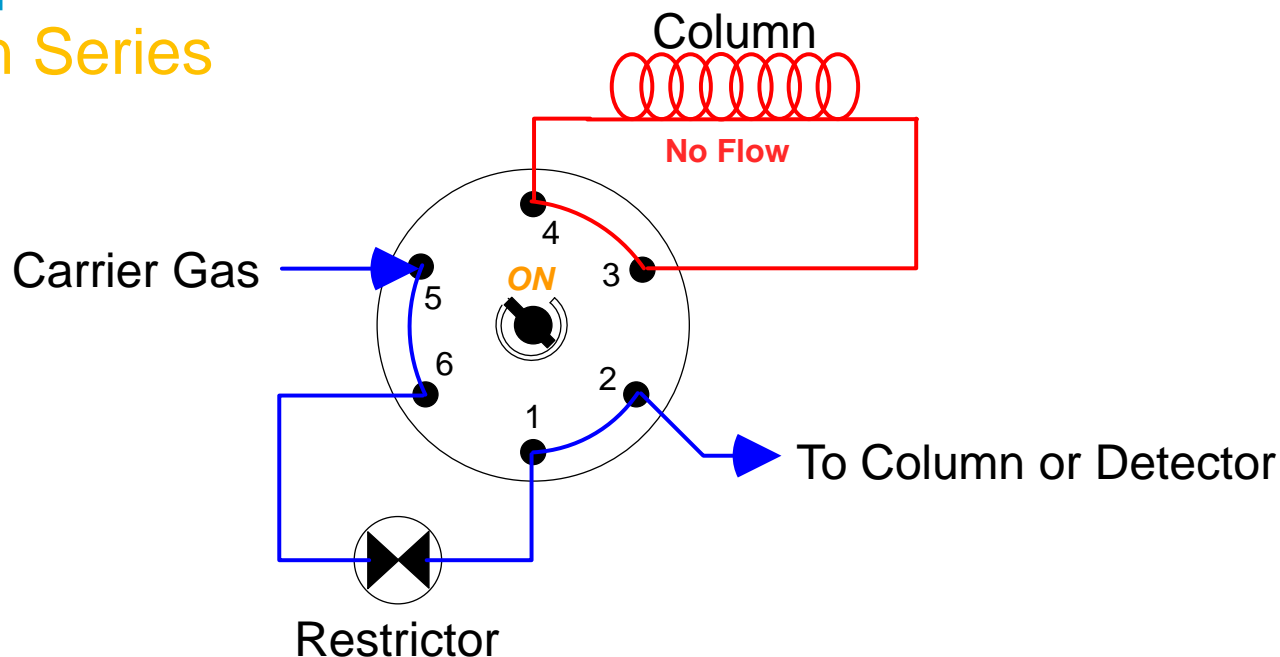 Series
Column
No Flow
4
Carrier Gas
ON
3
5
6
2
1
To Column or Detector
Restrictor